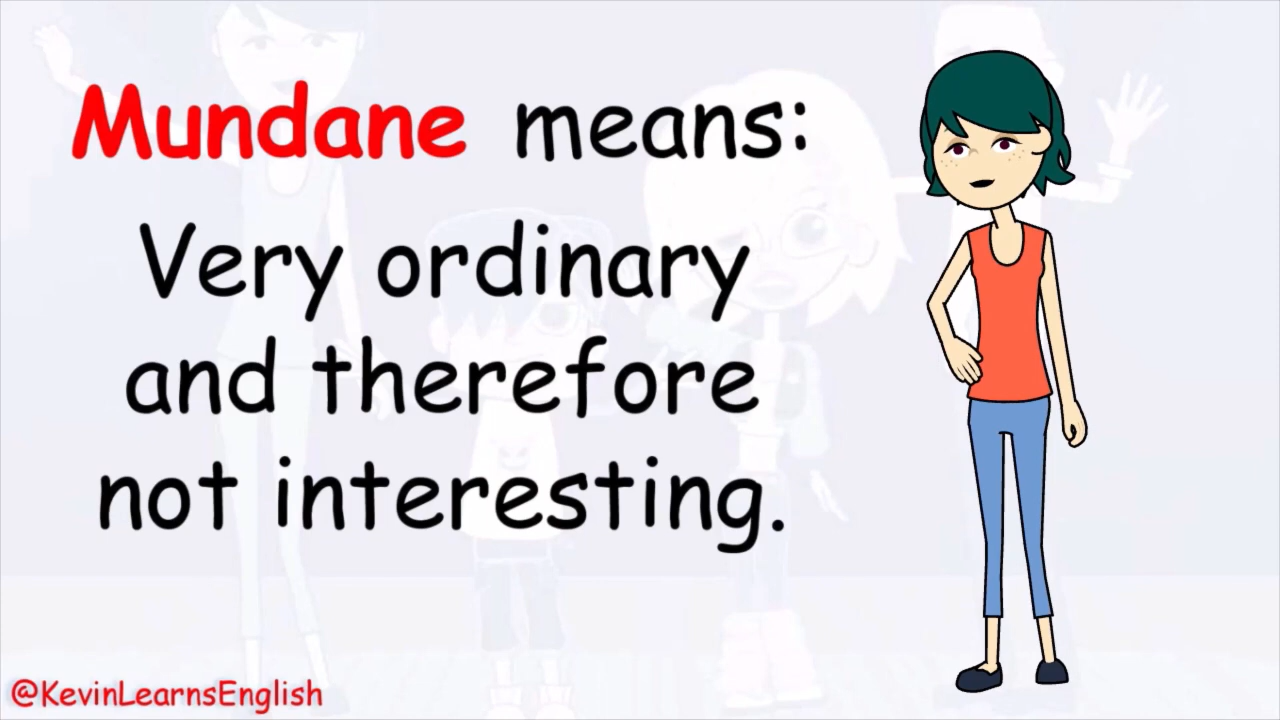 Mundane means:
Very ordinary
and therefore
not interesting.
@KevinLearnsEnglish